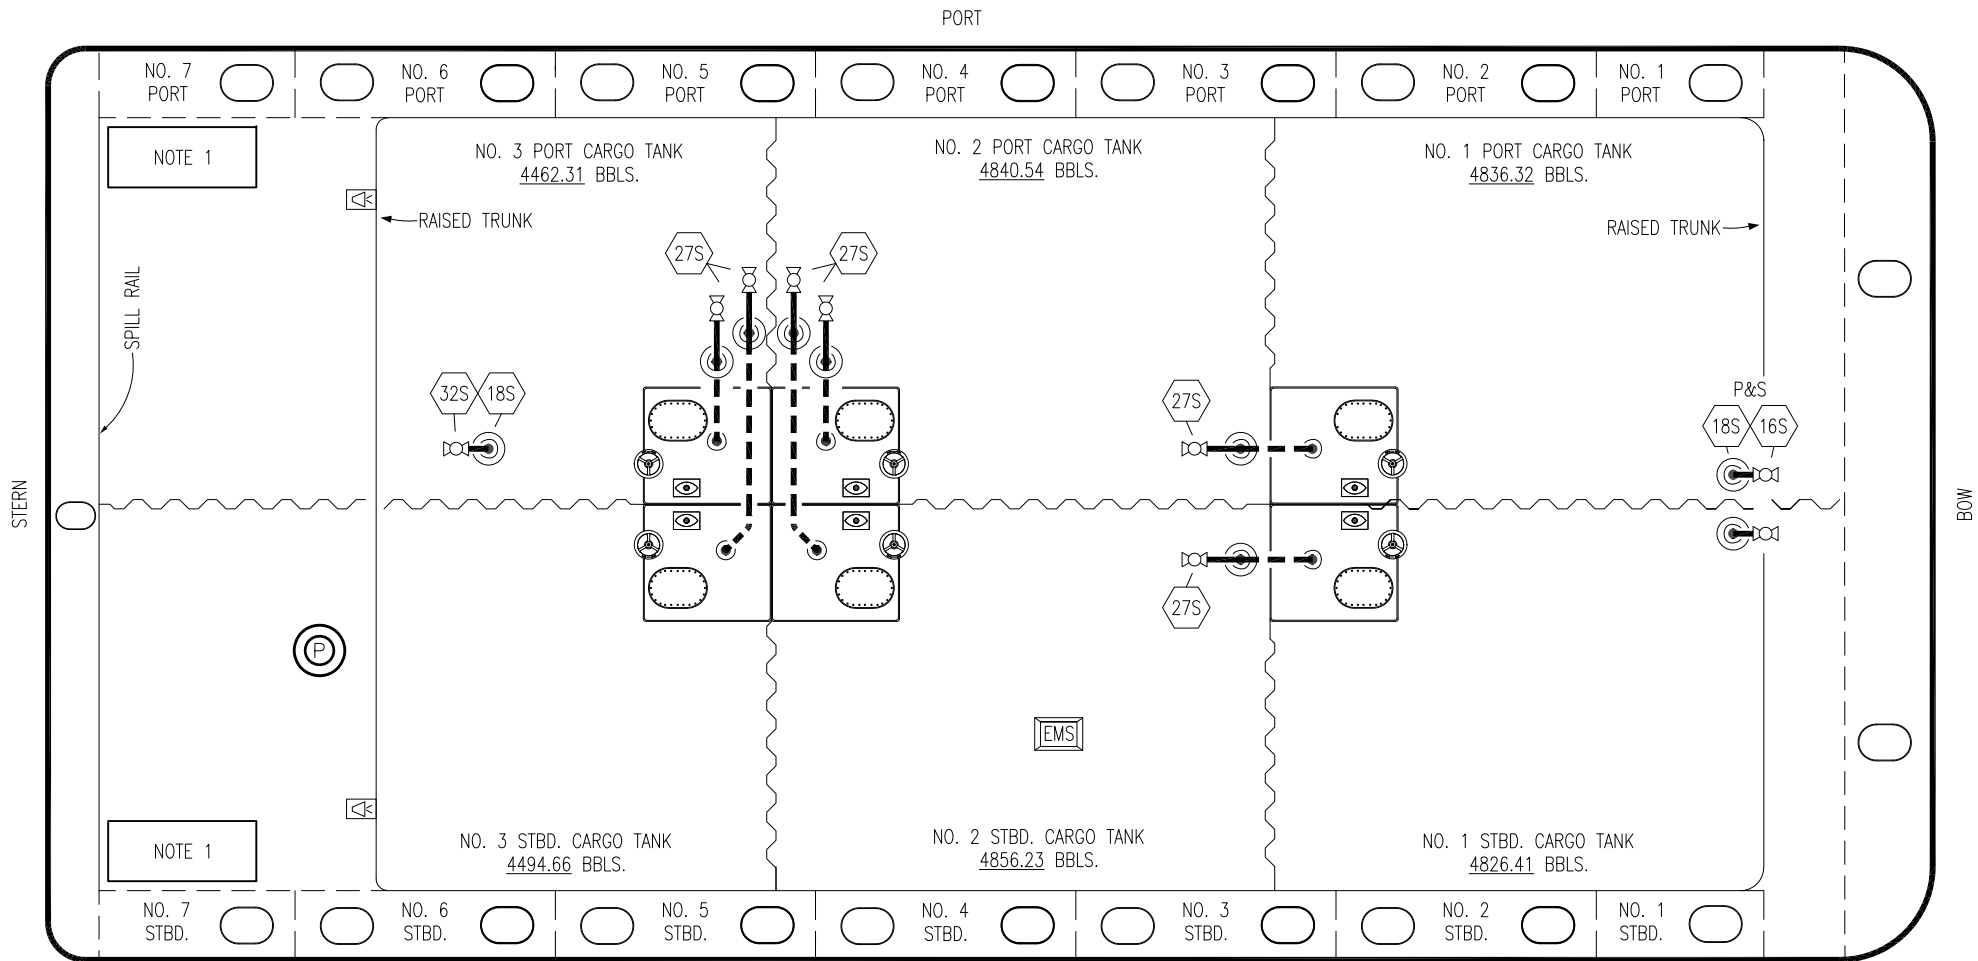 PORT
NO. 7
PORT
NO. 6
PORT
NO. 5
PORT
NO. 4
PORT
NO. 3
PORT
NO. 2
PORT
NO. 1
PORT
NOTE 1
NO. 3 PORT CARGO TANK
4462.31 BBLS.
NO. 2 PORT CARGO TANK
4840.54 BBLS.
NO. 1 PORT CARGO TANK
4836.32 BBLS.
RAISED TRUNK
RAISED TRUNK
27S
27S
SPILL RAIL
32S
18S
27S
P&S
18S
16S
STERN
BOW
27S
P
EMS
NOTE 1
NO. 3 STBD. CARGO TANK
4494.66 BBLS.
NO. 2 STBD. CARGO TANK
4856.23 BBLS.
NO. 1 STBD. CARGO TANK
4826.41 BBLS.
NO. 7
STBD.
NO. 6
STBD.
NO. 5
STBD.
NO. 4
STBD.
NO. 3
STBD.
NO. 2
STBD.
NO. 1
STBD.